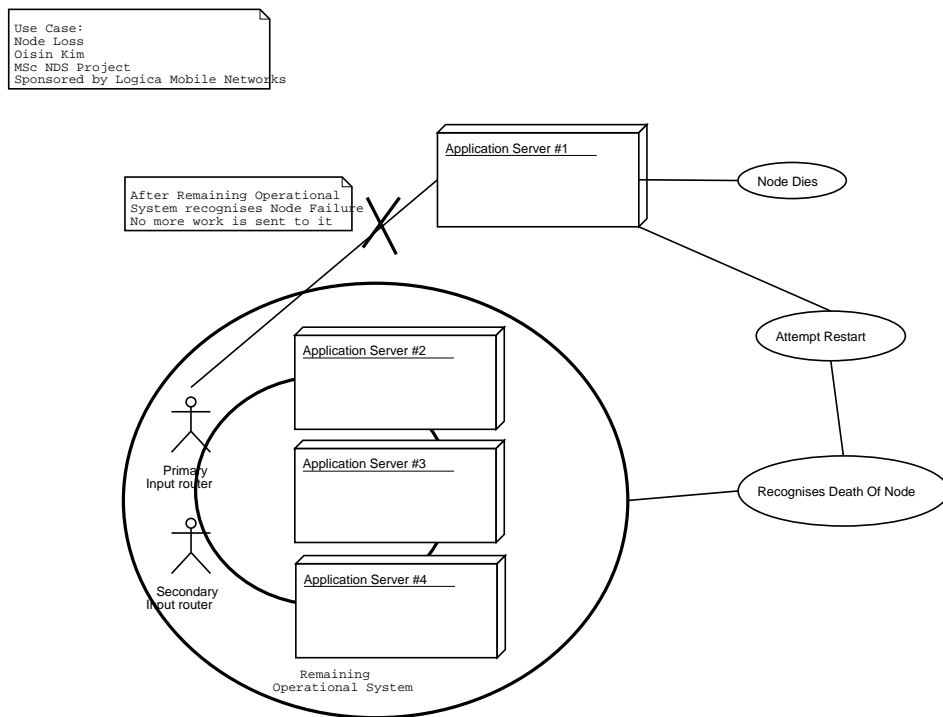 Use Case:
Node Loss
Oisin Kim
MSc NDS Project
Sponsored by Logica Mobile Networks
Application Server #1
Node Dies
After Remaining Operational
System recognises Node Failure
No more work is sent to it
Attempt Restart
Application Server #2
Application Server #3
Primary
Input router
Recognises Death Of Node
Application Server #4
Secondary
Input router
Remaining
Operational System